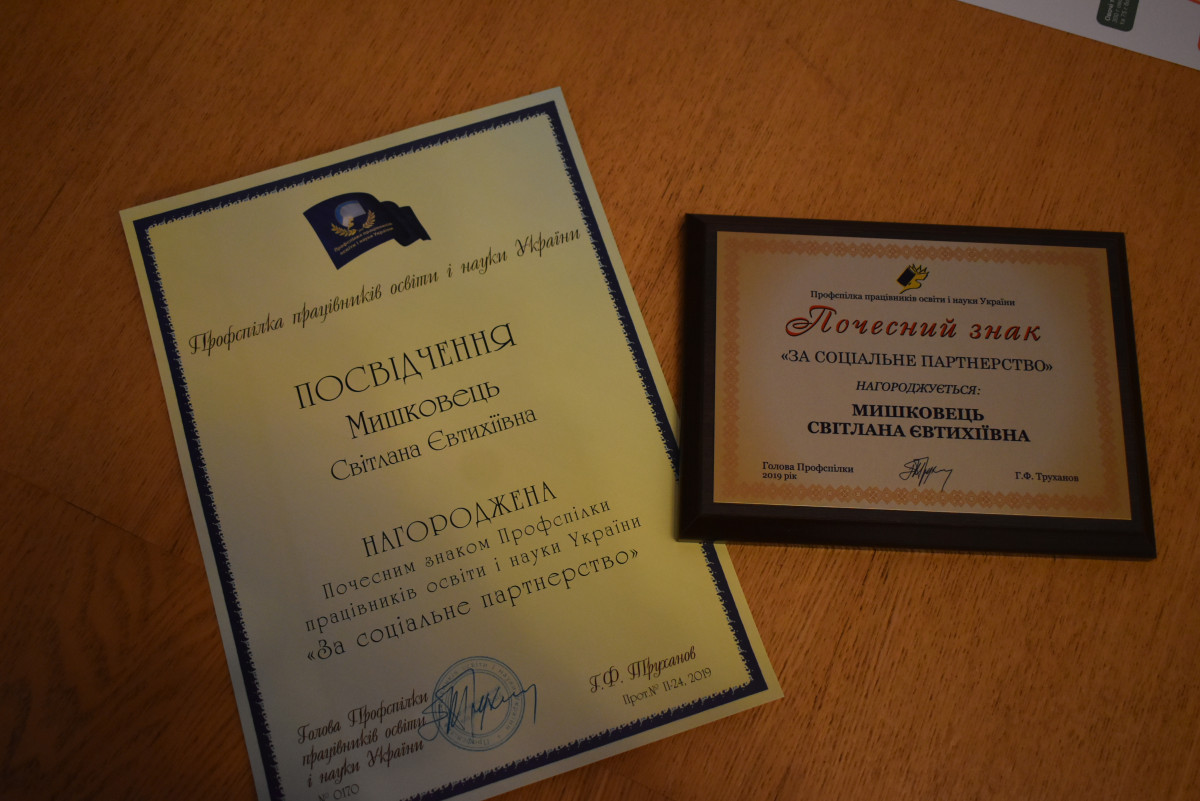 Профспілка працівників освіти і науки України
ПОСВІДЧЕННЯ
Мишковець
Світлана Євтихіївна
НАГОРОДЖЕНА
Почесним знаком Профспілки
працівників освіти і науки України
«За соціальне партнерство»
Голова Профспілки
працівників освіти
і науки України
Г.Ф. Труханов
Прот.№ П-24, 2019
№ 0170
Профспілка працівників освіти і науки України
Почесний знак
«ЗА СОЦІАЛЬНЕ ПАРТНЕРСТВО»
НАГОРОДЖУЄТЬСЯ:
МИШКОВЕЦЬ
СВІТЛАНА ЄВТИХІЇВНА
Голова Профспілки
2019 рік
Г.Ф. Труханов